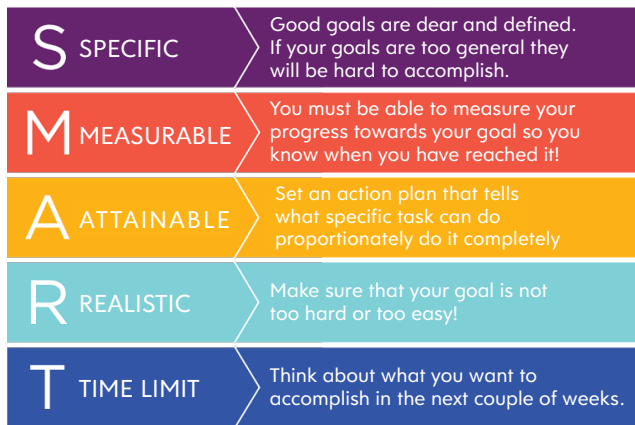 S SPECIFIC
Good goals are dear and defined.
If your goals are too general they
will be hard to accomplish.
M MEASURABLE
You must be able to measure your
progress towards your goal so you
know when you have reached it!
A ATTAINABLE
Set an action plan that tells
what specific task can do
proportionately do it completely
R REALISTIC
Make sure that your goal is not
too hard or too easy!
T TIME LIMIT
Think about what you want to
accomplish in the next couple of weeks.